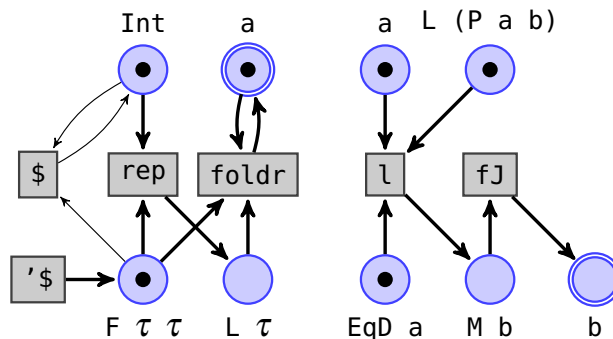 Int a a L (P a b)
$ rep foldr l fJ
'$
F τ τ L τ EqD a M b b